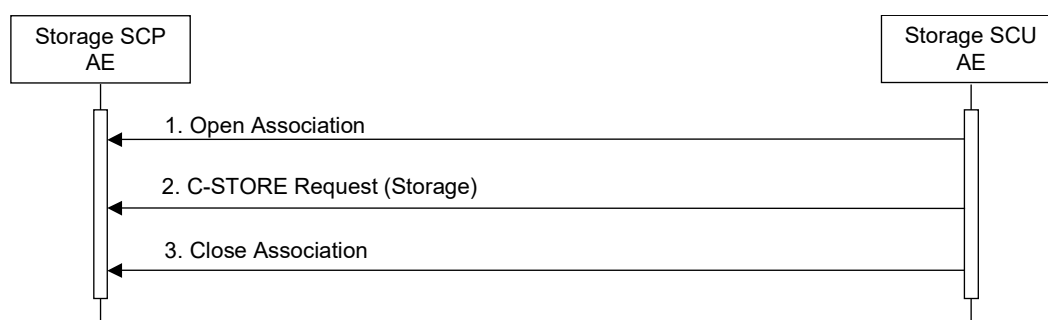 Storage SCP
AE
Storage SCU
AE
1. Open Association
2. C-STORE Request (Storage)
3. Close Association